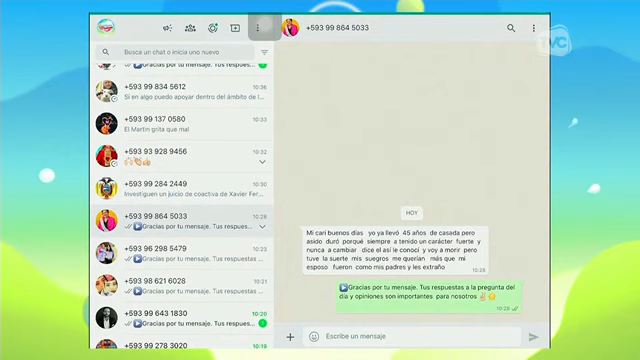 +593 99 864 5033
TVC
Busca un chat o inicia uno nuevo
Gracias por tu mensaje. Tus respuest...
+593 99 834 5612
10:36
Si en algo puedo apoyar dentro del ámbito de l...
+593 99 137 0580
10:33
El Martin grita que mal
+593 93 928 9456
10:32
+593 99 284 2449
10:30
Investiguen un juicio de coactiva de Xavier Fer...
+593 99 864 5033
10:28
Gracias por tu mensaje. Tus respues...
+593 96 298 5479
10:23
Gracias por tu mensaje. Tus respues...
+593 98 621 6028
10:21
Gracias por tu mensaje. Tus respues...
+593 99 643 1830
10:20
Gracias por tu mensaje. Tus respues...
+593 99 278 3020
10:19
HOY
Mi cari buenos días yo ya llevó 45 años de casada pero
asido duró porqué siempre a tenido un carácter fuerte y
nunca a cambiar dice el así le conocí y voy a morir pero
tuve la suerte mis suegros me querían más que mi
esposo fueron como mis padres y les extraño
10:28
Gracias por tu mensaje. Tus respuestas a la pregunta del
día y opiniones son importantes para nosotros
10:28
Escribe un mensaje